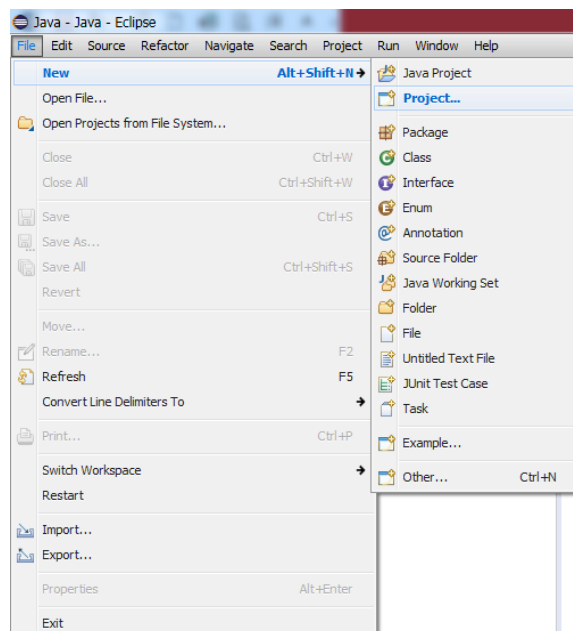 Java - Java - Eclipse
File Edit Source Refactor Navigate Search Project Run Window Help
New Alt+Shift+N
Open File...
Open Projects from File System...
Close Ctrl+W
Close All Ctrl+Shift+W
Save Ctrl+S
Save As...
Save All Ctrl+Shift+S
Revert
Move...
Rename... F2
Refresh F5
Convert Line Delimiters To
Print... Ctrl+P
Switch Workspace
Restart
Import...
Export...
Properties Alt+Enter
Exit
Java Project
Project...
Package
Class
Interface
Enum
Annotation
Source Folder
Java Working Set
Folder
File
Untitled Text File
JUnit Test Case
Task
Example...
Other... Ctrl+N